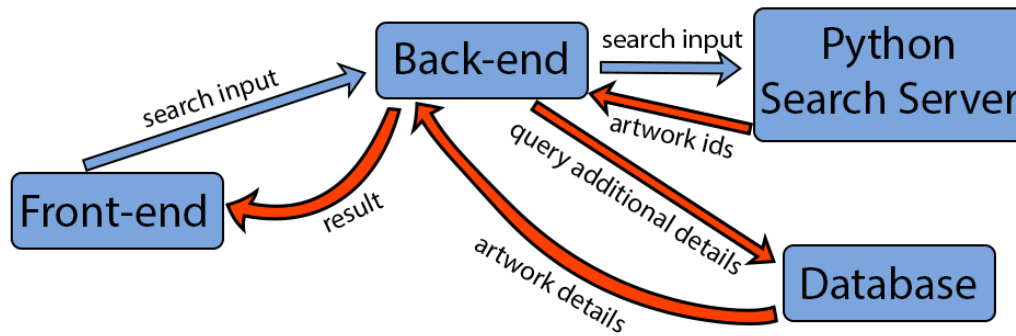 search input
Back-end
search input
Python
Search Server
artwork ids
query additional details
Front-end
result
artwork details
Database